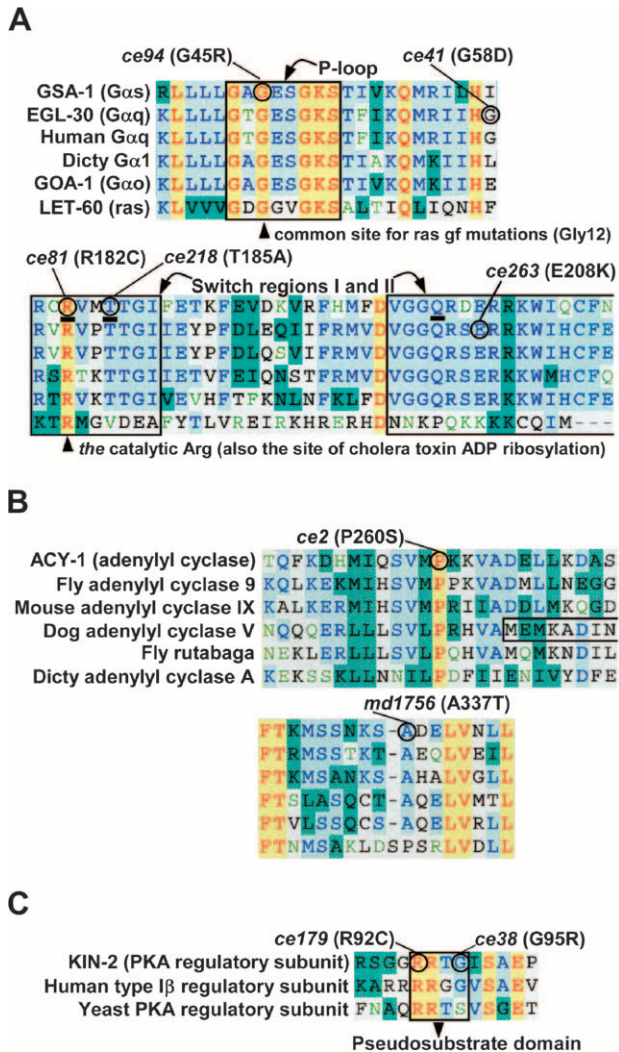 A
ce94 (G45R)
P-loop
ce41 (G58D)
GSA-1 (Gαs) RLLLLGAGESGKSTIVKQMRILHI
EGL-30 (Gαq) KLLLLGTGESGKSTFIKQMRIIHG
Human Gαq KLLLLGTGESGKSTFIKQMRIIHG
Dicty Gα1 KLLLLGAGESGKSTIAKQMKIIHL
GOA-1 (Gαo) KLLLLGAGESGKSTIVKQMKIIHE
LET-60 (ras) KLVVVGDGGVGKSALTIQLIQNHF
common site for ras gf mutations (Gly12)
ce81 (R182C)
ce218 (T185A)
Switch regions I and II
ce263 (E208K)
RCRVMTTGIFETKFEVDKVRFHMFDVGGQRDERRKWIQCFN
RVRVPTTGIIEYPFDLEQIIFRMVDVGGQRSERRKWIHCFE
RVRVPTTGIIEYPFDLQSVIFRMVDVGGQRSERRKWIHCFE
RSRTKTTGIIETVFEIQNSTFRMVDVGGQRSERKKWMHCFQ
RTRVKTTGIVEVHFTFKNLNFKLFDVGGQRSERKKWIHCFE
KTRMGVDEAFYTLVREIRKHRERHDNNKPQKKKKCQIM---
the catalytic Arg (also the site of cholera toxin ADP ribosylation)
B
ce2 (P260S)
ACY-1 (adenylyl cyclase) TQFKDHMIQSVMPKKVADELLKDAS
Fly adenylyl cyclase 9 KQLKEKMIHSVMPPKVADMLLNEGG
Mouse adenylyl cyclase IX KALKERMIHSVMPRIIADDLMKQGD
Dog adenylyl cyclase V NQQQERLLLSVLPRHVAMEMKADIN
Fly rutabaga NEKLERLLLSVLPQHVAMQMKNDIL
Dicty adenylyl cyclase A KEKSSKLLNNILPDFIIENIVYDFE
md1756 (A337T)
FTKMSSNKS-ADELVNLL
FTRMSSTKT-AEQLVEIL
FTKMSANKS-AHALVGLL
FTSLASQCT-AQELVMTL
FTVLSSQCS-AQELVRLL
FTNMSAKLDSPSRLVDLL
C
ce179 (R92C)
ce38 (G95R)
KIN-2 (PKA regulatory subunit) RSGGRRTGISAEP
Human type Iβ regulatory subunit KARRRRGGVSAEV
Yeast PKA regulatory subunit FNAQRRTSVSGET
Pseudosubstrate domain